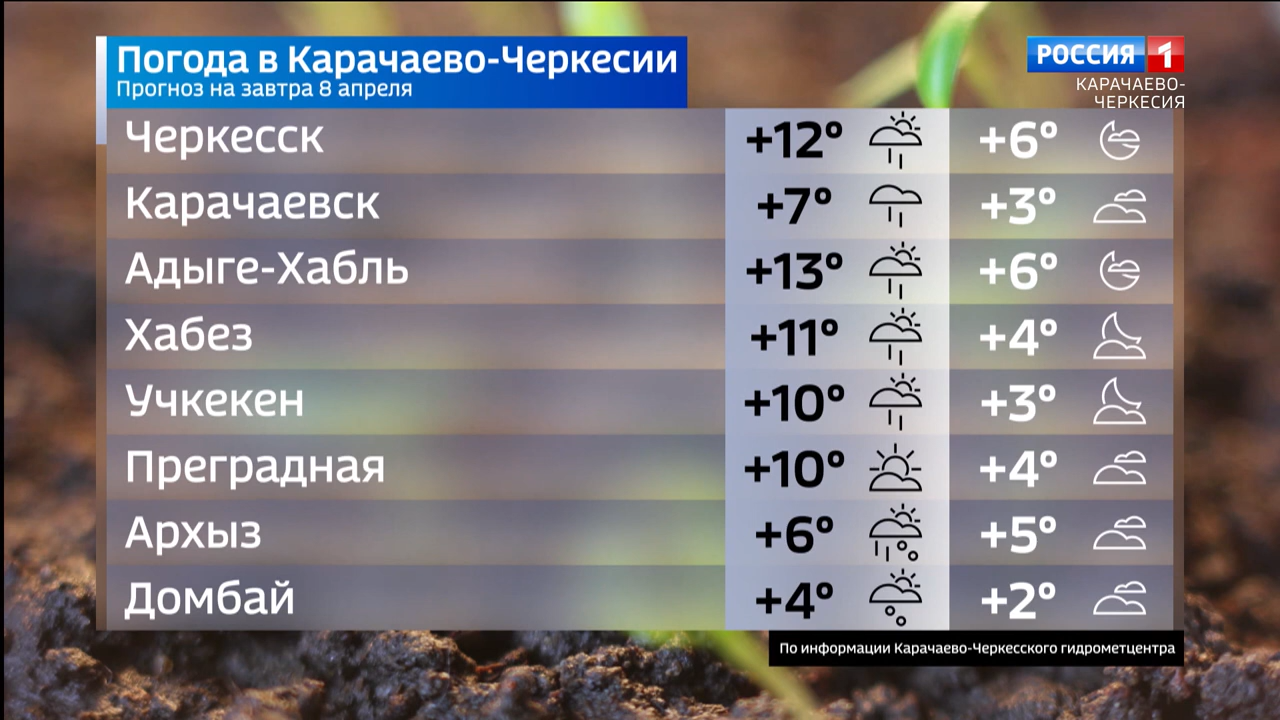 Погода в Карачаево-Черкесии
Прогноз на завтра 8 апреля
РОССИЯ 1
КАРАЧАЕВО-
ЧЕРКЕСИЯ
Черкесск +12° +6°
Карачаевск +7° +3°
Адыге-Хабль +13° +6°
Хабез +11° +4°
Учкекен +10° +3°
Преградная +10° +4°
Архыз +6° +5°
Домбай +4° +2°
По информации Карачаево-Черкесского гидрометцентра